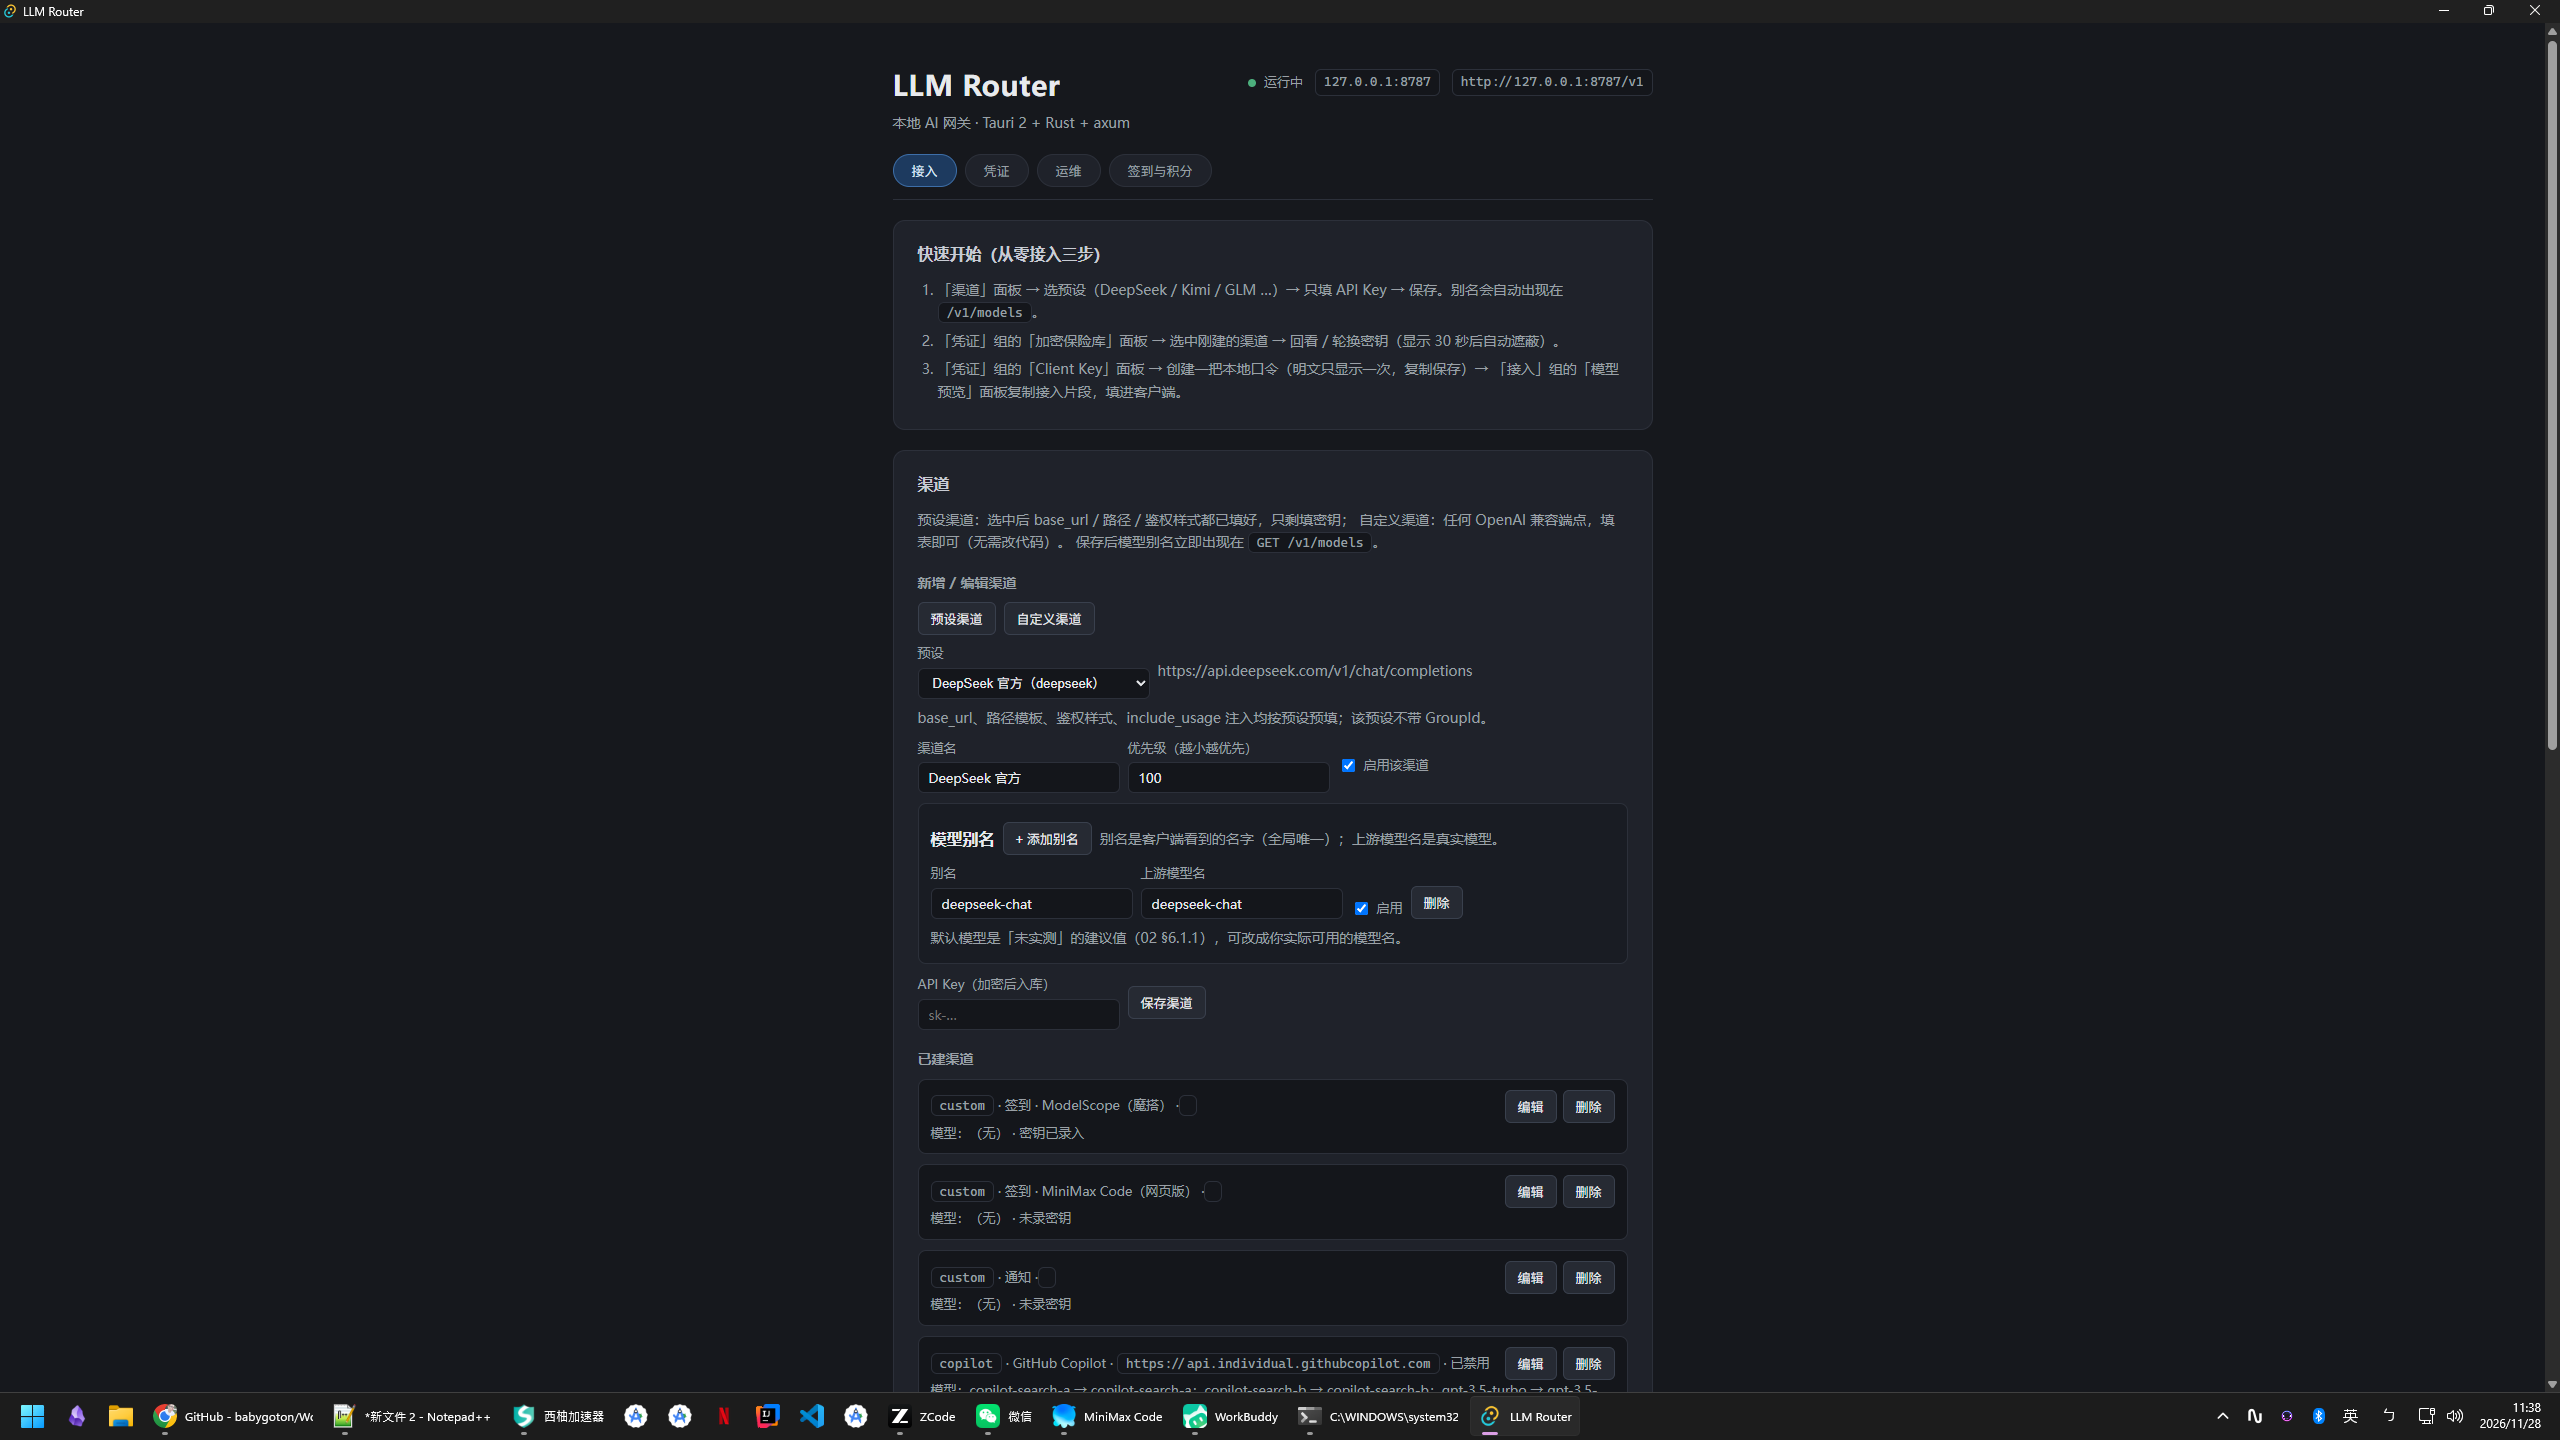 LLM Router
LLM Router
运行中
127.0.0.1:8787
http://127.0.0.1:8787/v1
本地 AI 网关 · Tauri 2 + Rust + axum
接入
凭证
运维
签到与积分
快速开始（从零接入三步）
1. 「渠道」面板 → 选预设（DeepSeek / Kimi / GLM ...）→ 只填 API Key → 保存。别名会自动出现在
/v1/models 。
2. 「凭证」组的「加密保险库」面板 → 选中刚建的渠道 → 回看 / 轮换密钥（显示 30 秒后自动遮蔽）。
3. 「凭证」组的「Client Key」面板 → 创建一把本地口令（明文只显示一次，复制保存）→ 「接入」组的「模型
预览」面板复制接入片段，填进客户端。
渠道
预设渠道：选中后 base_url / 路径 / 鉴权样式都已填好，只剩填密钥； 自定义渠道：任何 OpenAI 兼容端点，填
表即可（无需改代码）。 保存后模型别名立即出现在 GET /v1/models 。
新增 / 编辑渠道
预设渠道
自定义渠道
预设
DeepSeek 官方（deepseek）
https://api.deepseek.com/v1/chat/completions
base_url、路径模板、鉴权样式、include_usage 注入均按预设预填；该预设不带 GroupId。
渠道名
优先级（越小越优先）
DeepSeek 官方
100
启用该渠道
模型别名
+ 添加别名
别名是客户端看到的名字（全局唯一）；上游模型名是真实模型。
别名
上游模型名
deepseek-chat
deepseek-chat
启用
删除
默认模型是「未实测」的建议值（02 §6.1.1），可改成你实际可用的模型名。
API Key（加密后入库）
sk-...
保存渠道
已建渠道
custom · 签到 · ModelScope（魔搭） ·
编辑
删除
模型：（无） · 密钥已录入
custom · 签到 · MiniMax Code（网页版） ·
编辑
删除
模型：（无） · 未录密钥
custom · 通知 ·
编辑
删除
模型：（无） · 未录密钥
copilot · GitHub Copilot · https://api.individual.githubcopilot.com · 已禁用
编辑
删除
模型：copilot-search-a → copilot-search-a；copilot-search-b → copilot-search-b；gpt-3.5-turbo → gpt-3.5-
GitHub - babygoton/Wo
*新文件 2 - Notepad++
西柚加速器
ZCode
微信
MiniMax Code
WorkBuddy
C:\WINDOWS\system32
LLM Router
英
11:38
2026/11/28